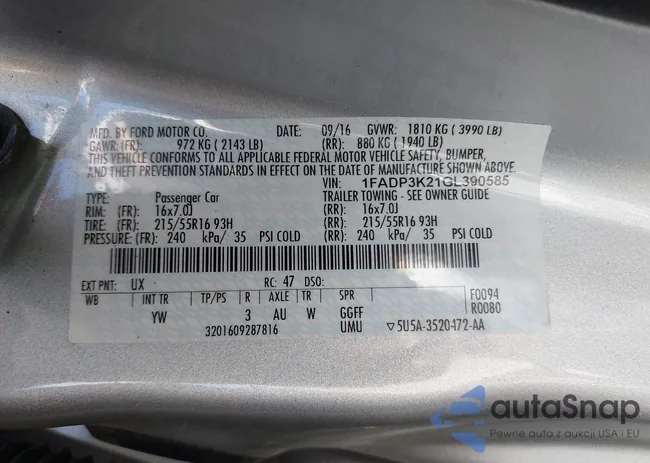 MFD. BY FORD MOTOR CO. DATE: 09/16 GVWR: 1810 KG ( 3990 LB)
GAWR: (FR): 972 KG ( 2143 LB) (RR): 880 KG ( 1940 LB)
THIS VEHICLE CONFORMS TO ALL APPLICABLE FEDERAL MOTOR VEHICLE SAFETY, BUMPER,
AND THEFT PREVENTION STANDARDS IN EFFECT ON THE DATE OF MANUFACTURE SHOWN ABOVE.
VIN: 1FADP3K21GL390585
TYPE: Passenger Car TRAILER TOWING - SEE OWNER GUIDE
RIM: (FR): 16x7.0J (RR): 16x7.0J
TIRE: (FR): 215/55R16 93H (RR): 215/55R16 93H
PRESSURE: (FR): 240 kPa/ 35 PSI COLD (RR): 240 kPa/ 35 PSI COLD
EXT PNT: UX RC: 47 DSO:
WB INT TR TP/PS R AXLE TR SPR F0094
YW 3 AU W GGFF R0080
3201609287816 UMU ▽5U5A-3520472-AA
autaSnap
Pewne auta z aukcji USA i EU